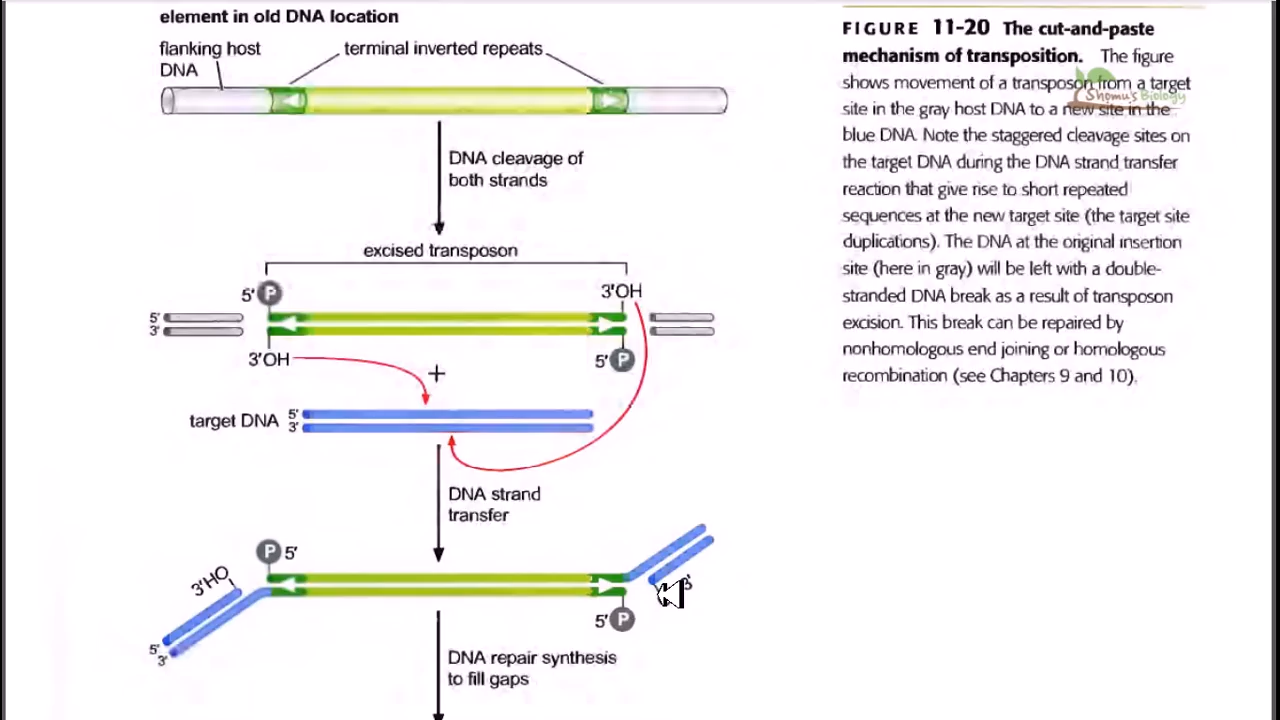 element in old DNA location
flanking host
DNA
terminal inverted repeats
DNA cleavage of
both strands
excised transposon
5' P
3'OH
5'
3'
3'OH
5' P
+
target DNA
5'
3'
DNA strand
transfer
P 5'
3'HO
5'
3'
3'
5' P
DNA repair synthesis
to fill gaps
FIGURE 11-20 The cut-and-paste
mechanism of transposition. The figure
shows movement of a transposon from a target
site in the gray host DNA to a new site in the
blue DNA. Note the staggered cleavage sites on
the target DNA during the DNA strand transfer
reaction that give rise to short repeated
sequences at the new target site (the target site
duplications). The DNA at the original insertion
site (here in gray) will be left with a double-
stranded DNA break as a result of transposon
excision. This break can be repaired by
nonhomologous end joining or homologous
recombination (see Chapters 9 and 10).
Shomu's Biology